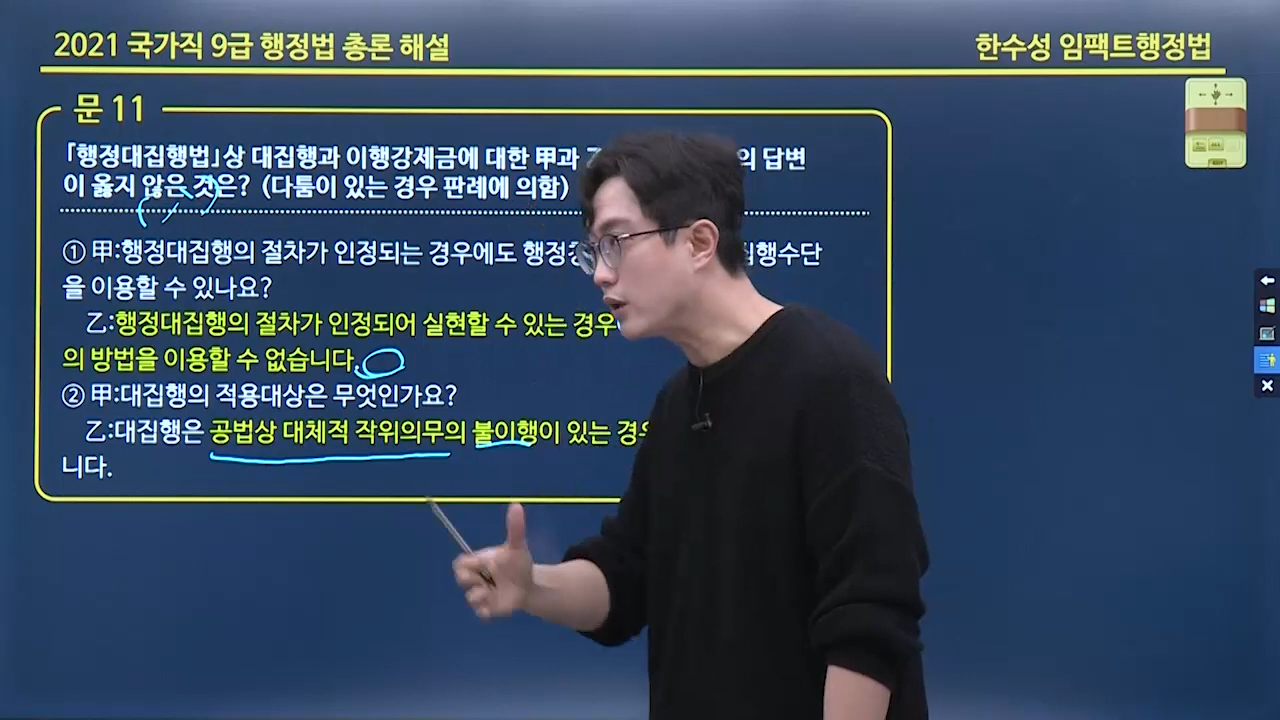 2021 국가직 9급 행정법 총론 해설
한수성 임팩트행정법
문 11
「행정대집행법」상 대집행과 이행강제금에 대한 甲과 의 답변
이 옳지 않은 것은? (다툼이 있는 경우 판례에 의함)
① 甲:행정대집행의 절차가 인정되는 경우에도 집행수단
을 이용할 수 있나요?
乙:행정대집행의 절차가 인정되어 실현할 수 있는 경우
의 방법을 이용할 수 없습니다.
② 甲:대집행의 적용대상은 무엇인가요?
乙:대집행은 공법상 대체적 작위의무의 불이행이 있는
니다.